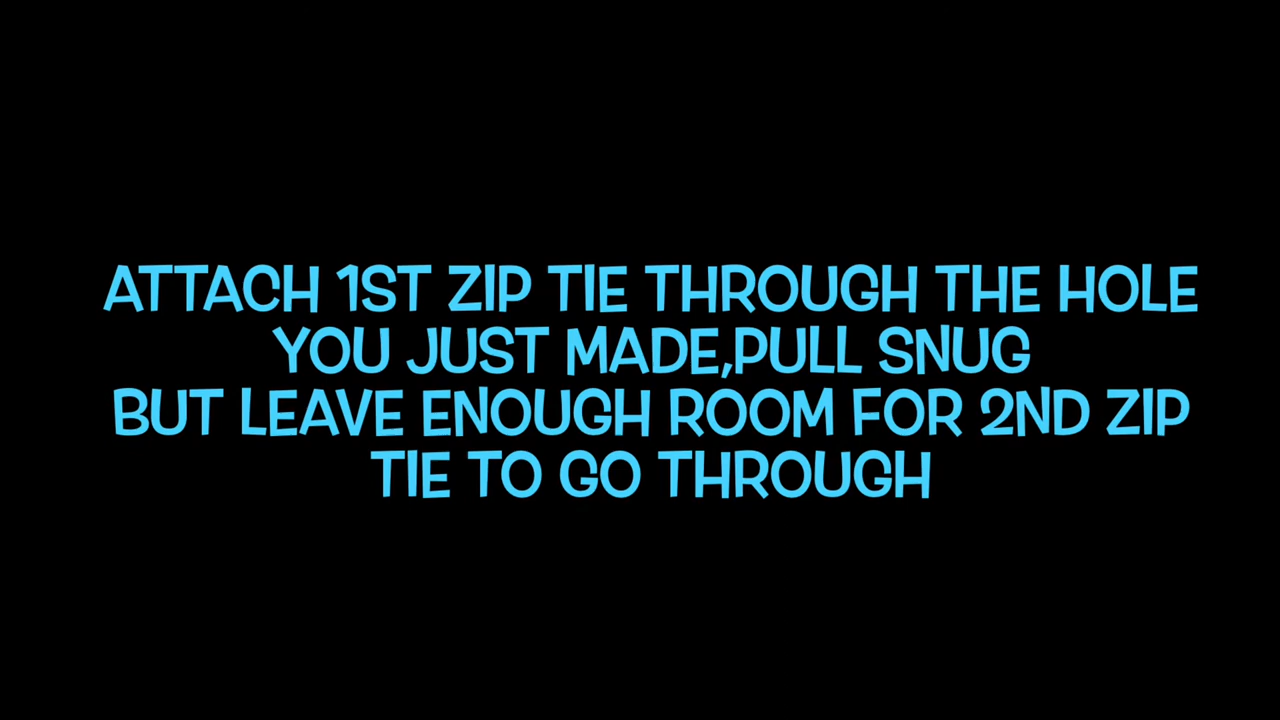 ATTACH 1ST ZIP TIE THROUGH THE HOLE
YOU JUST MADE,PULL SNUG
BUT LEAVE ENOUGH ROOM FOR 2ND ZIP
TIE TO GO THROUGH